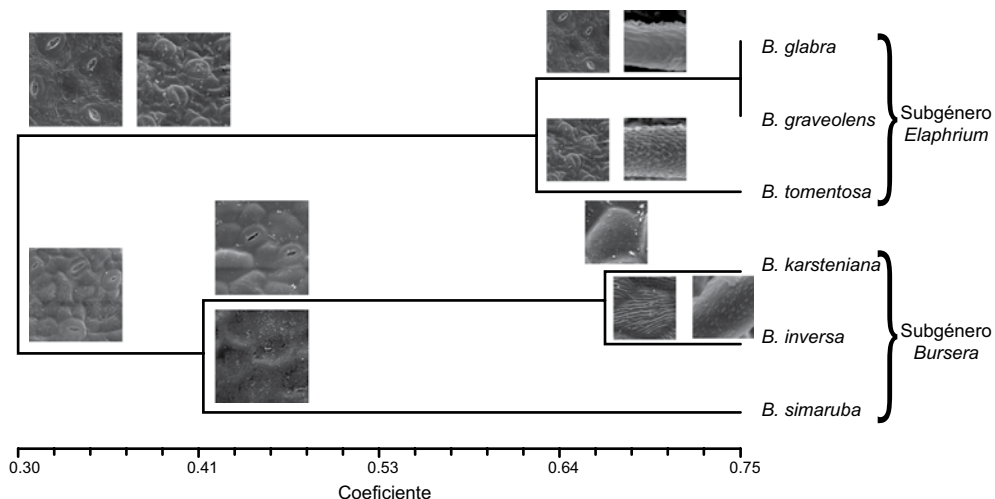 B. glabra
B. graveolens
B. tomentosa
Subgénero
Elaphrium
B. karsteniana
B. inversa
B. simaruba
Subgénero
Bursera
0.30 0.41 0.53 0.64 0.75
Coeficiente